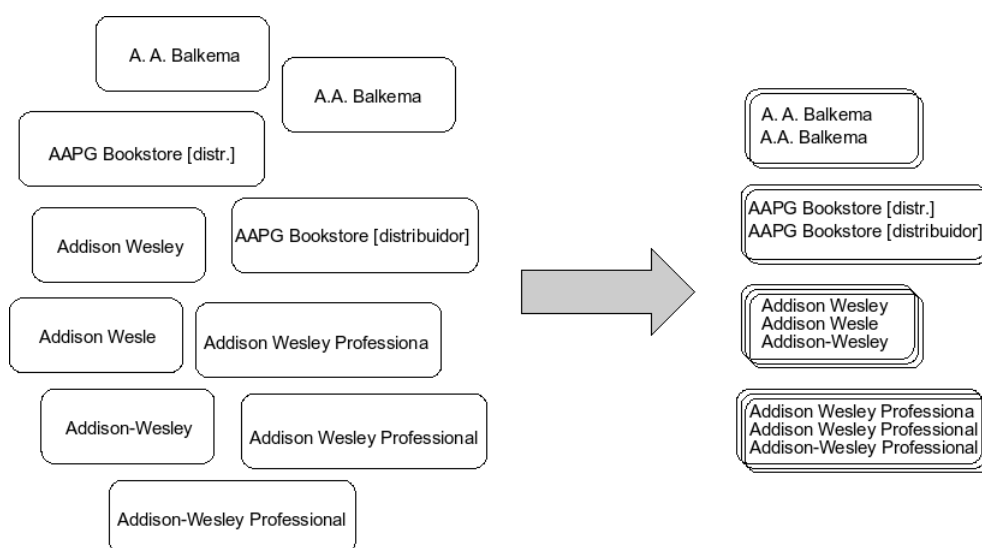 A. A. Balkema
A.A. Balkema
AAPG Bookstore [distr.]
AAPG Bookstore [distribuidor]
Addison Wesley
Addison Wesle
Addison Wesley Professiona
Addison-Wesley
Addison Wesley Professional
Addison-Wesley Professional
A. A. Balkema
A.A. Balkema
AAPG Bookstore [distr.]
AAPG Bookstore [distribuidor]
Addison Wesley
Addison Wesle
Addison-Wesley
Addison Wesley Professiona
Addison Wesley Professional
Addison-Wesley Professional